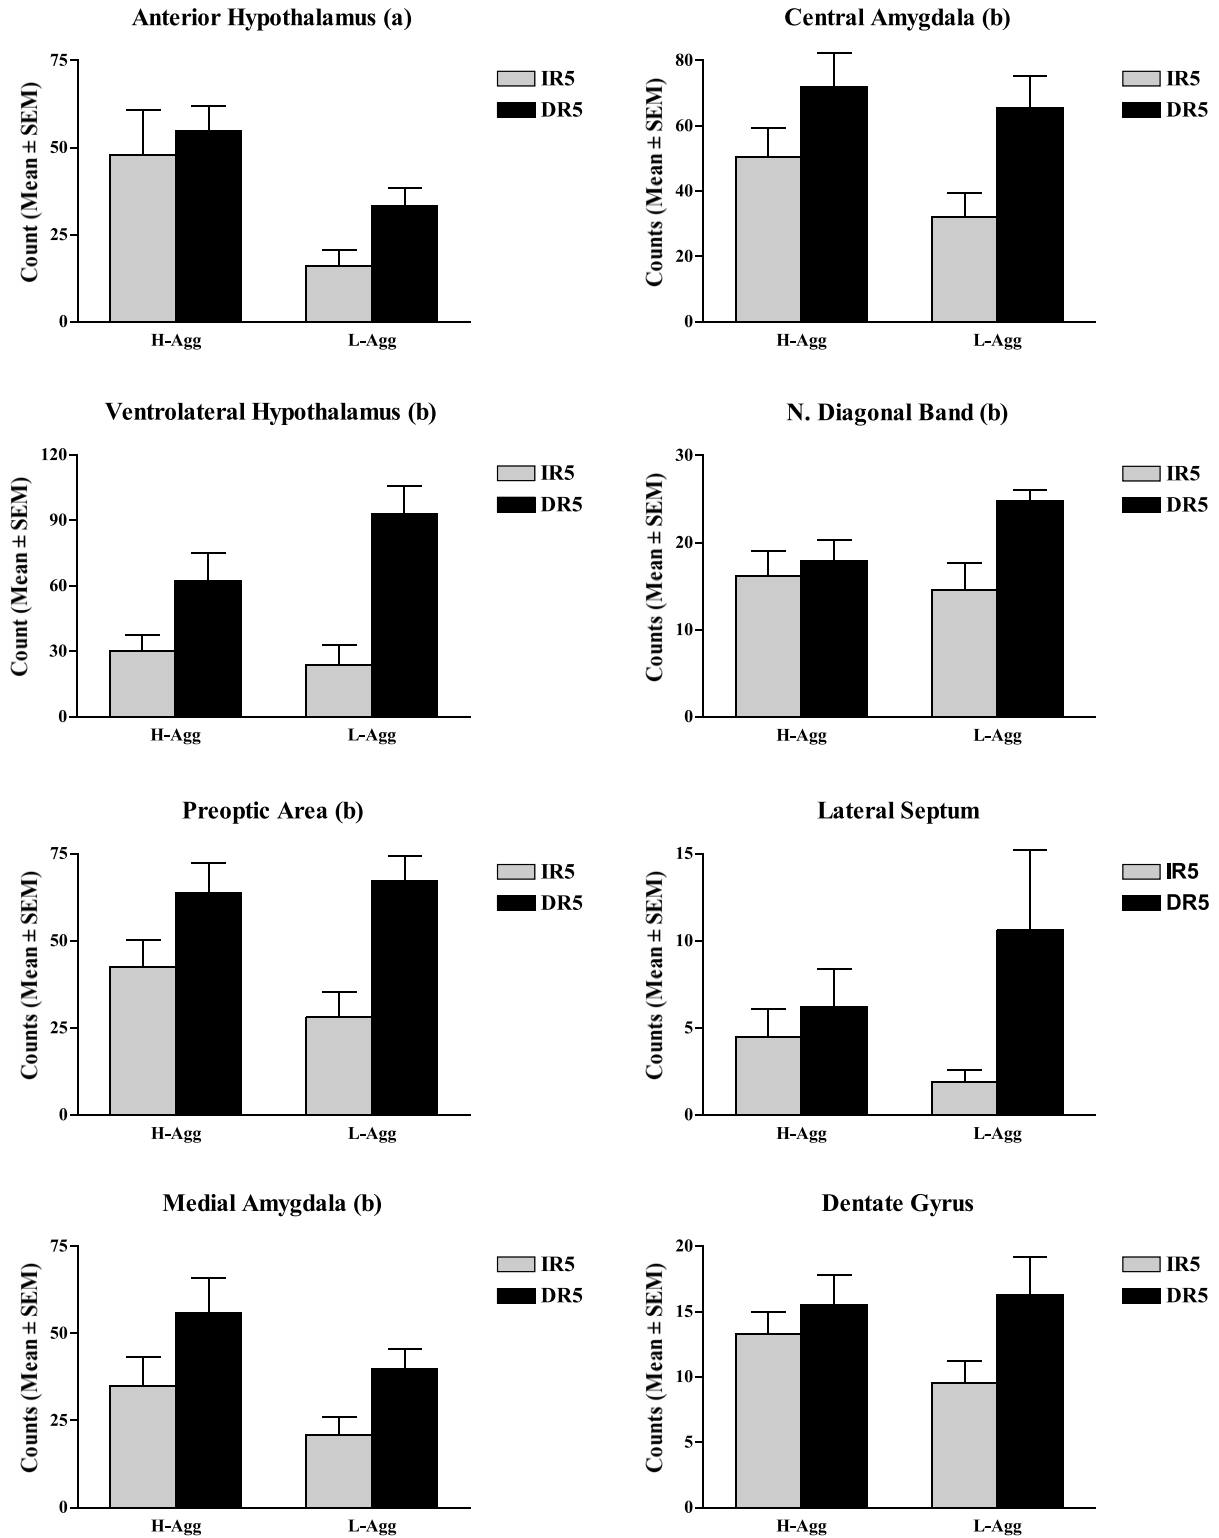 Anterior Hypothalamus (a)
Count (Mean ± SEM)
75
50
25
0
H-Agg
L-Agg
IR5
DR5
Central Amygdala (b)
Counts (Mean ± SEM)
80
60
40
20
0
H-Agg
L-Agg
IR5
DR5
Ventrolateral Hypothalamus (b)
Count (Mean ± SEM)
120
90
60
30
0
H-Agg
L-Agg
IR5
DR5
N. Diagonal Band (b)
Counts (Mean ± SEM)
30
20
10
0
H-Agg
L-Agg
IR5
DR5
Preoptic Area (b)
Counts (Mean ± SEM)
75
50
25
0
H-Agg
L-Agg
IR5
DR5
Lateral Septum
Counts (Mean ± SEM)
15
10
5
0
H-Agg
L-Agg
IR5
DR5
Medial Amygdala (b)
Counts (Mean ± SEM)
75
50
25
0
H-Agg
L-Agg
IR5
DR5
Dentate Gyrus
Counts (Mean ± SEM)
20
15
10
5
0
H-Agg
L-Agg
IR5
DR5